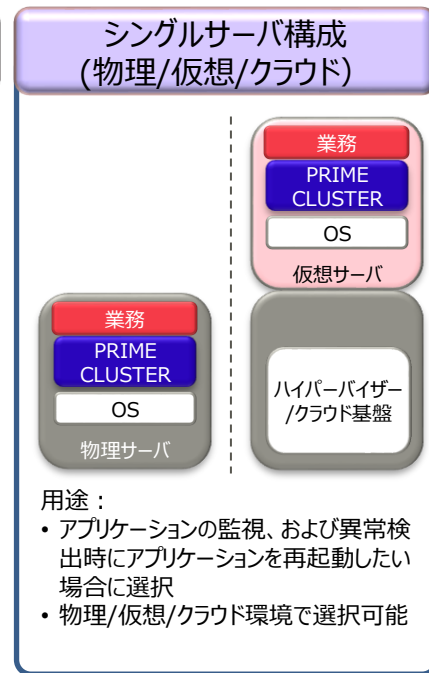 シングルサーバ構成
(物理/仮想/クラウド）
業務
PRIME
CLUSTER
OS
仮想サーバ
業務
PRIME
CLUSTER
OS
物理サーバ
ハイパーバイザー
/クラウド基盤
用途：
• アプリケーションの監視、および異常検
出時にアプリケーションを再起動したい
場合に選択
• 物理/仮想/クラウド環境で選択可能